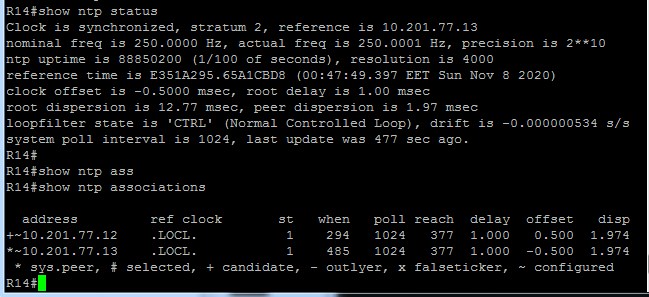 R14#show ntp status
Clock is synchronized, stratum 2, reference is 10.201.77.13
nominal freq is 250.0000 Hz, actual freq is 250.0001 Hz, precision is 2**10
ntp uptime is 88850200 (1/100 of seconds), resolution is 4000
reference time is E351A295.65A1CBD8 (00:47:49.397 EET Sun Nov 8 2020)
clock offset is -0.5000 msec, root delay is 1.00 msec
root dispersion is 12.77 msec, peer dispersion is 1.97 msec
loopfilter state is 'CTRL' (Normal Controlled Loop), drift is -0.000000534 s/s
system poll interval is 1024, last update was 477 sec ago.
R14#
R14#show ntp ass
R14#show ntp associations
address ref clock st when poll reach delay offset disp
+~10.201.77.12 .LOCL. 1 294 1024 377 1.000 0.500 1.974
*~10.201.77.13 .LOCL. 1 485 1024 377 1.000 -0.500 1.974
* sys.peer, # selected, + candidate, - outlyer, x falseticker, ~ configured
R14#